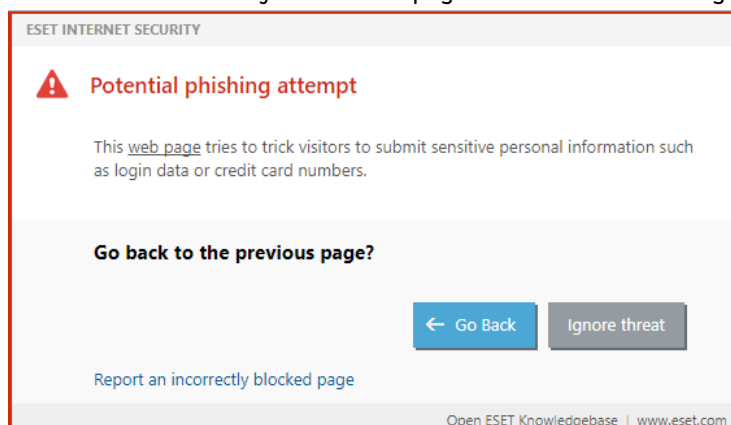 ESET INTERNET SECURITY
Potential phishing attempt
This web page tries to trick visitors to submit sensitive personal information such
as login data or credit card numbers.
Go back to the previous page?
← Go Back
Ignore threat
Report an incorrectly blocked page
Open ESET Knowledgebase | www.eset.com